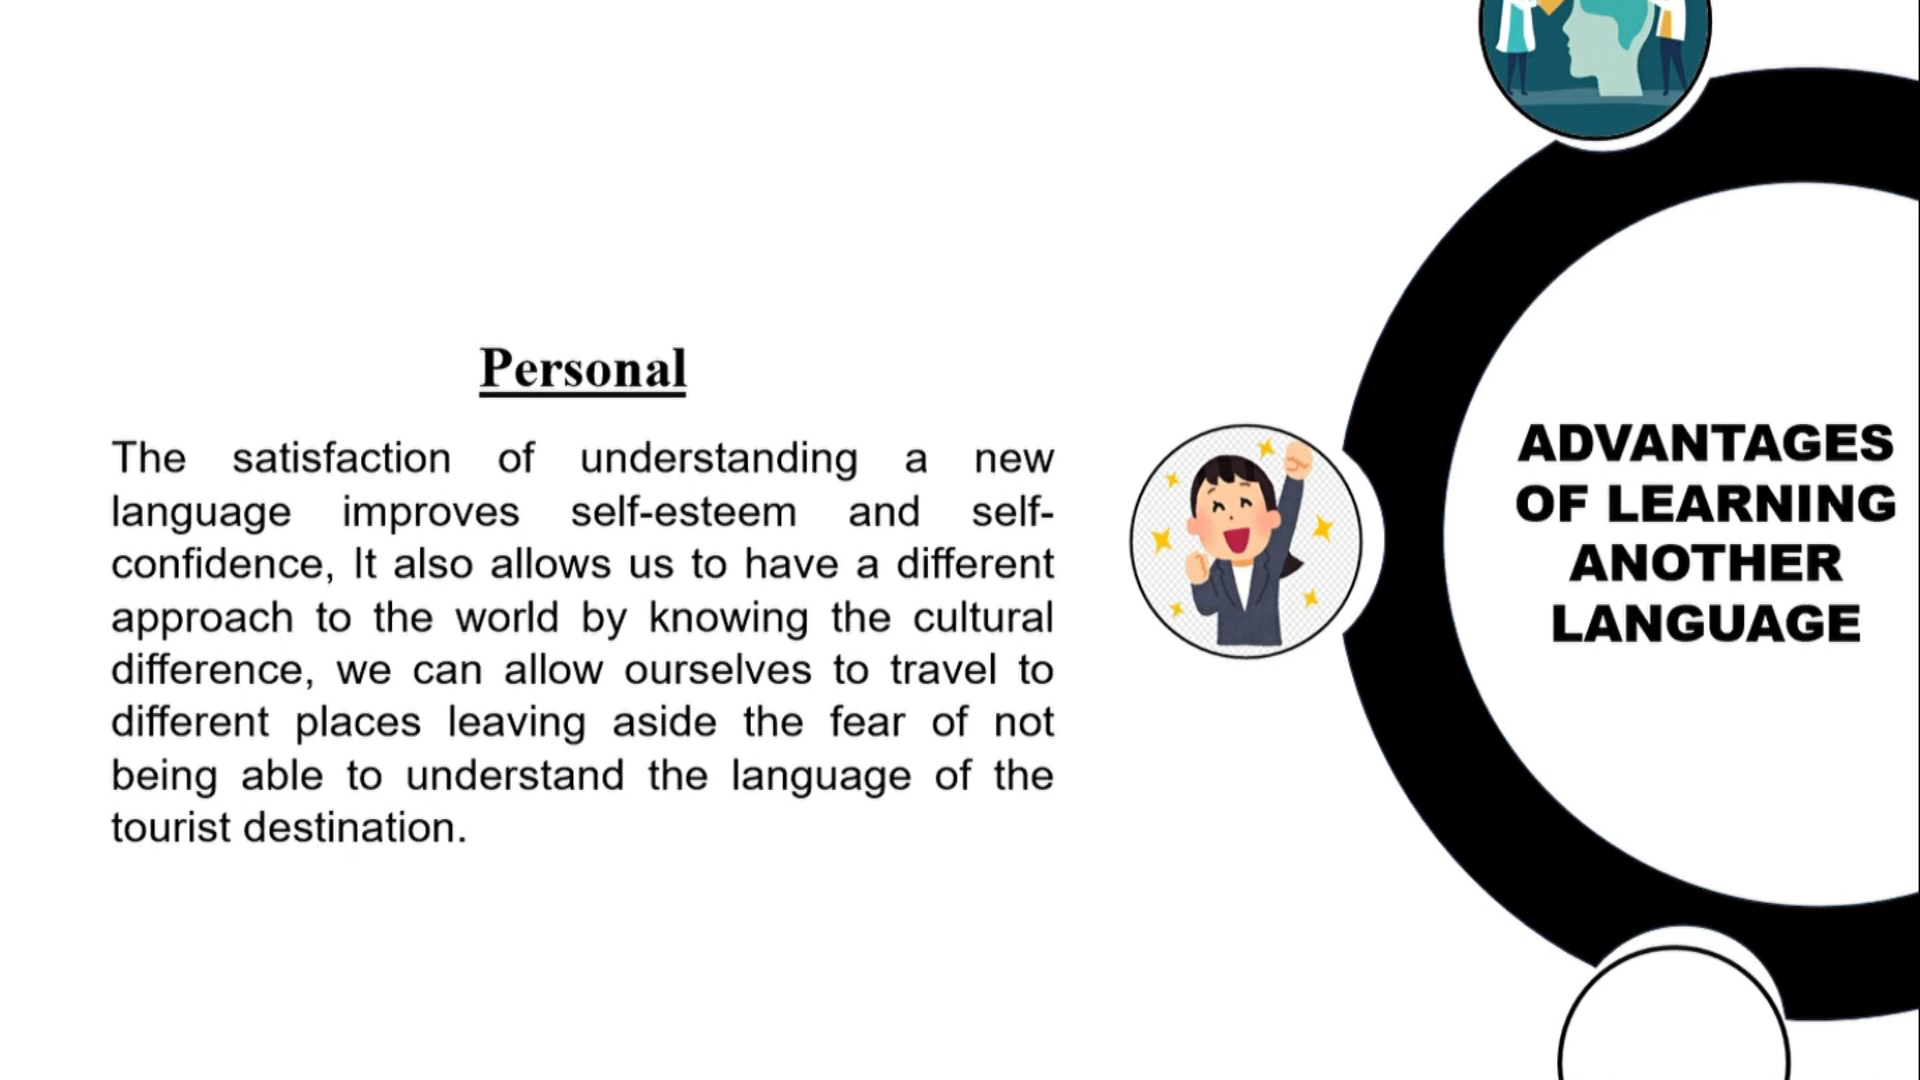 Personal
The satisfaction of understanding a new
language improves self-esteem and self-
confidence, It also allows us to have a different
approach to the world by knowing the cultural
difference, we can allow ourselves to travel to
different places leaving aside the fear of not
being able to understand the language of the
tourist destination.
ADVANTAGES
OF LEARNING
ANOTHER
LANGUAGE